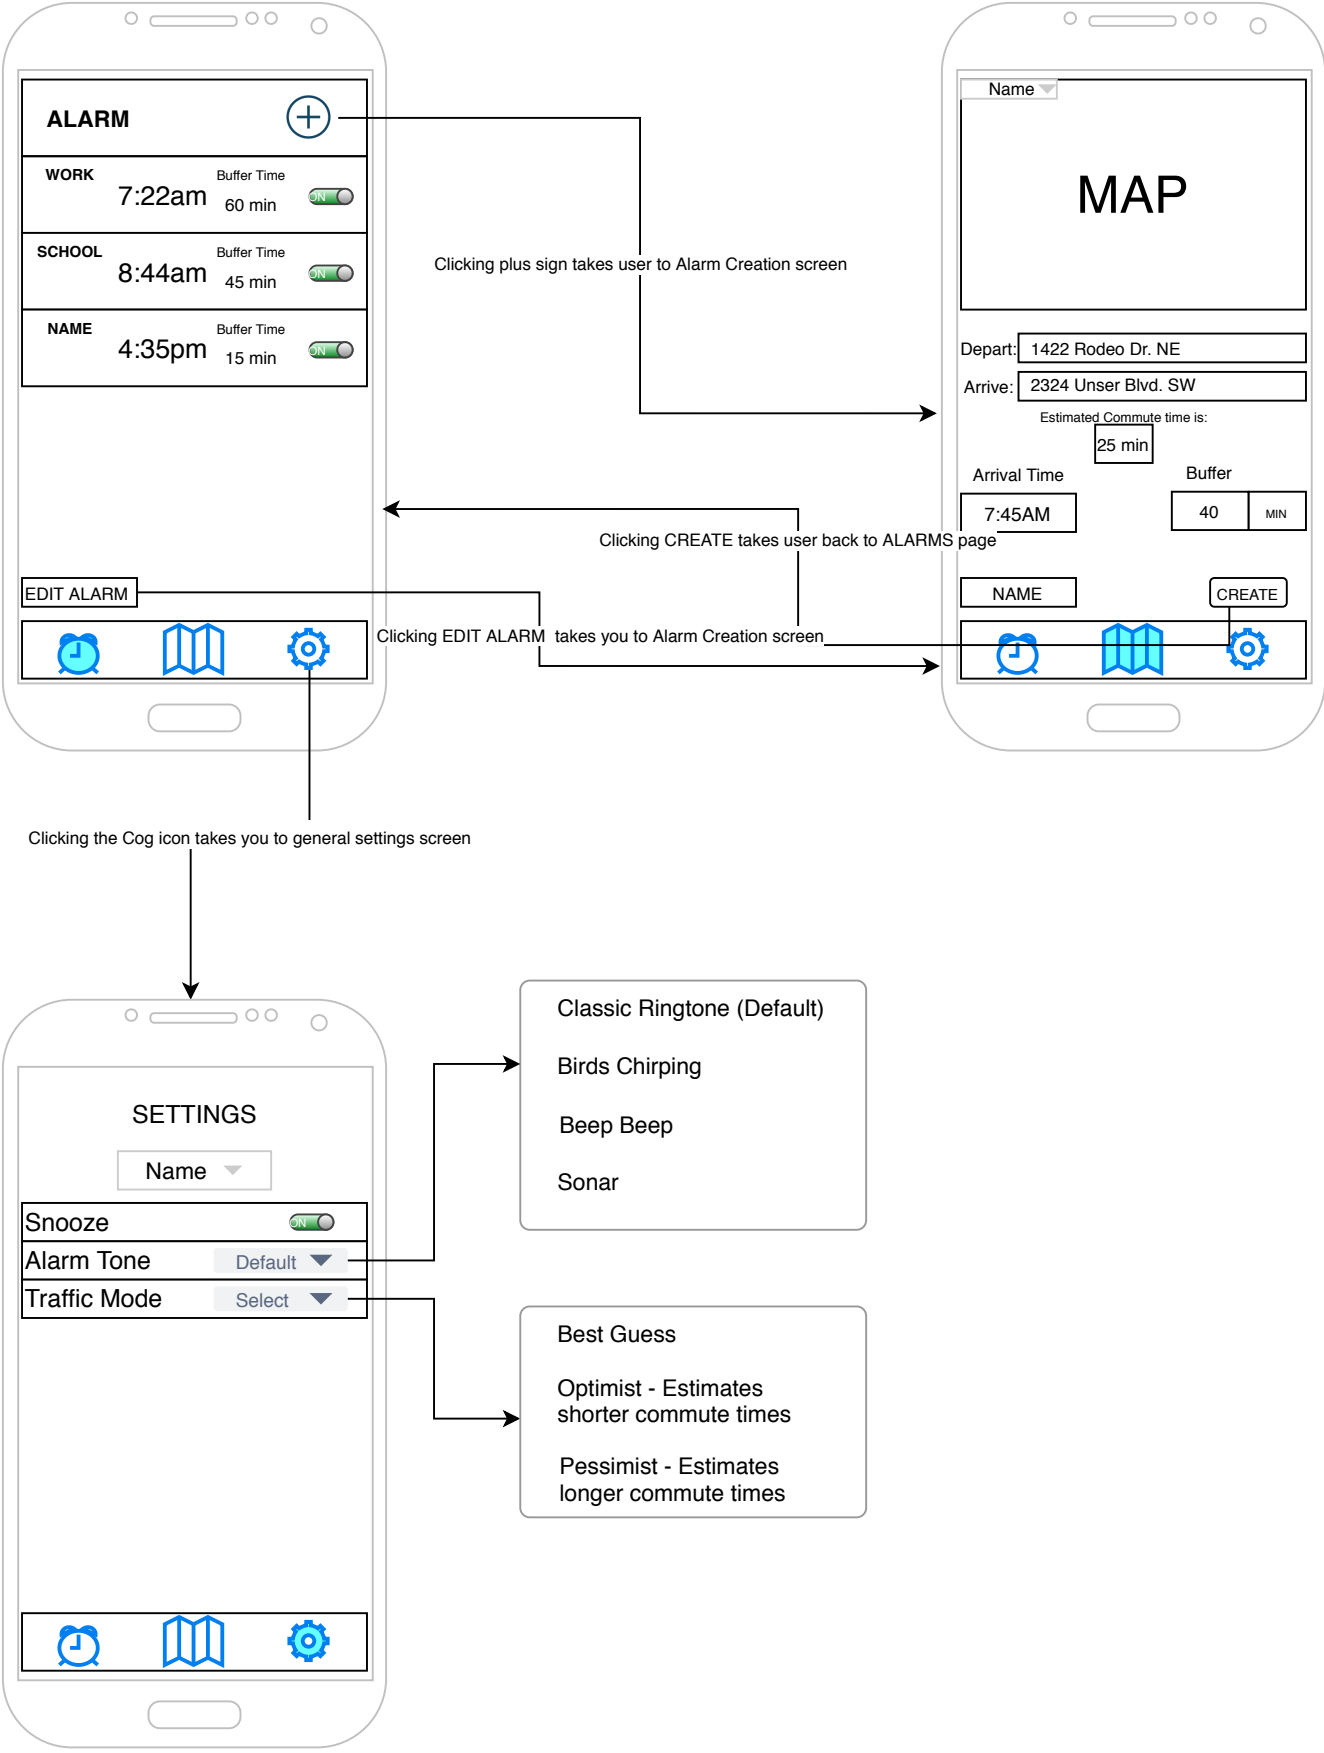 ALARM
WORK
7:22am
Buffer Time
60 min
ON
SCHOOL
8:44am
Buffer Time
45 min
ON
NAME
4:35pm
Buffer Time
15 min
ON
EDIT ALARM
Clicking plus sign takes user to Alarm Creation screen
Clicking CREATE takes user back to ALARMS page
Clicking EDIT ALARM  takes you to Alarm Creation screen
Name
MAP
Depart:
1422 Rodeo Dr. NE
Arrive:
2324 Unser Blvd. SW
Estimated Commute time is:
25 min
Arrival Time
Buffer
7:45AM
40
MIN
NAME
CREATE
Clicking the Cog icon takes you to general settings screen
SETTINGS
Name
Snooze
ON
Alarm Tone
Default
Traffic Mode
Select
Classic Ringtone (Default)
Birds Chirping
Beep Beep
Sonar
Best Guess
Optimist - Estimates
shorter commute times
Pessimist - Estimates
longer commute times